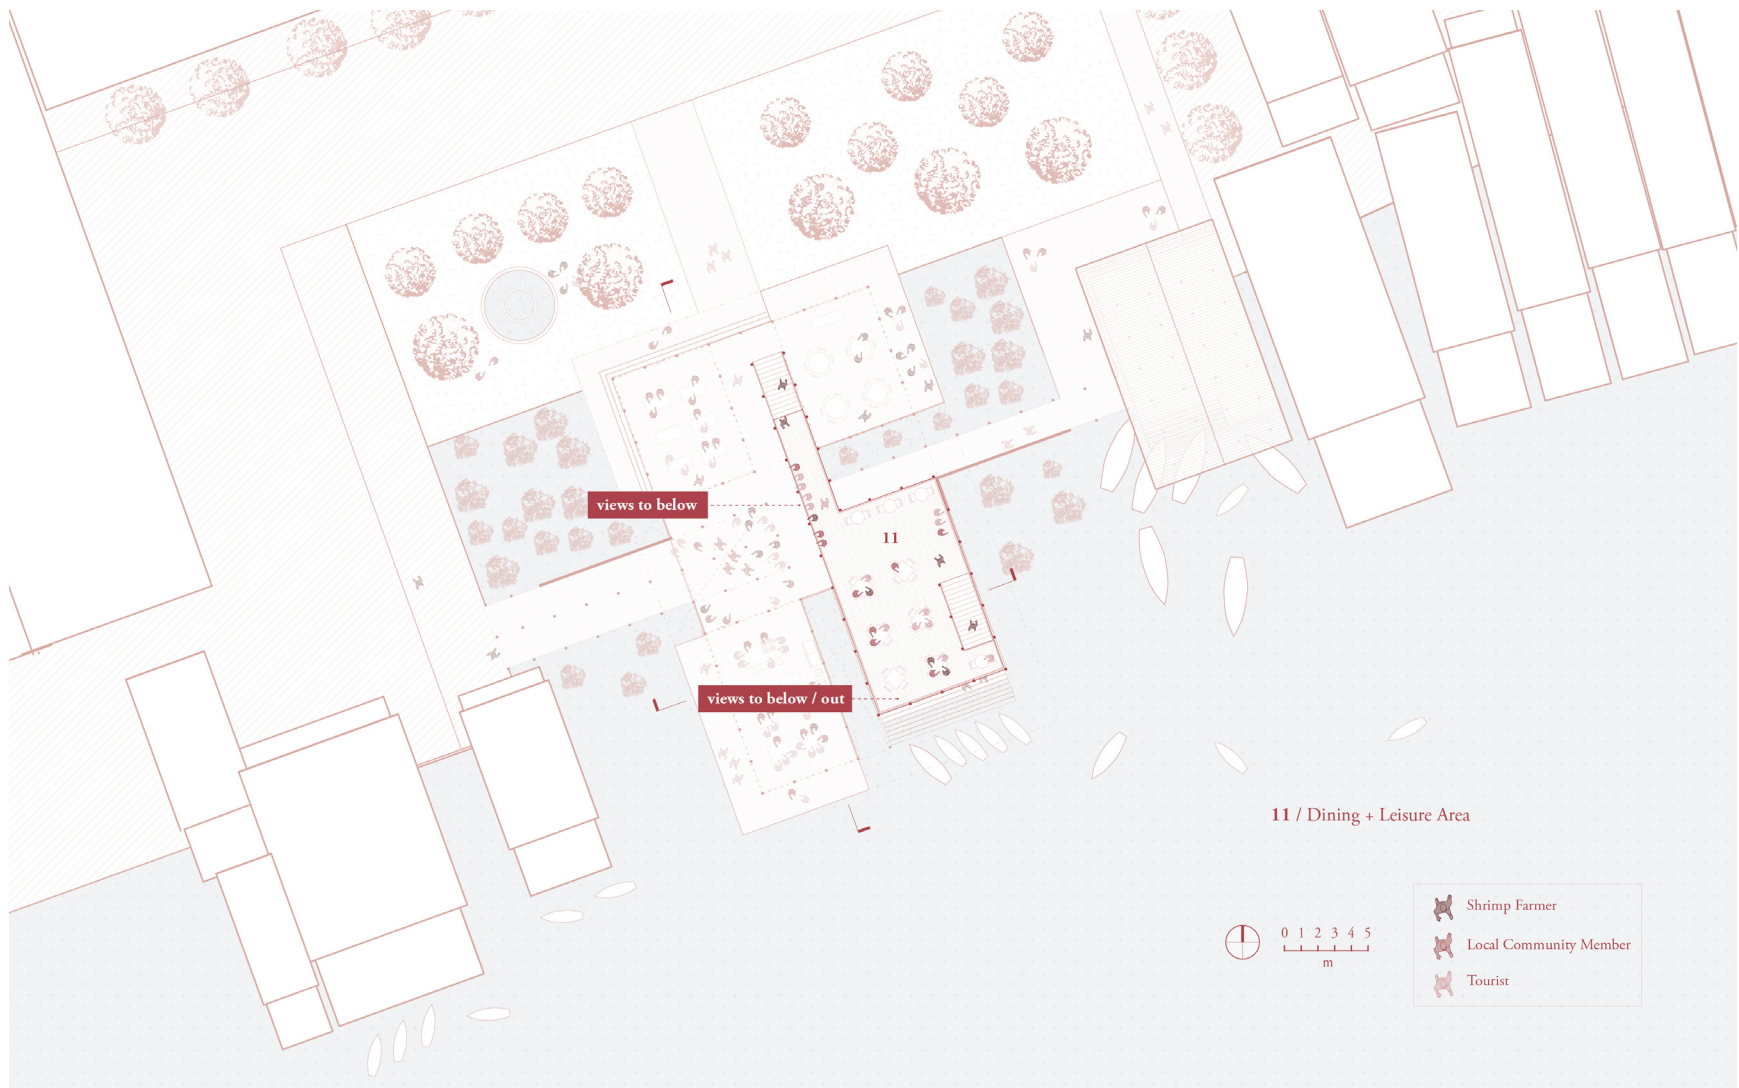 views to below
11
views to below / out
11 / Dining + Leisure Area
0 1 2 3 4 5
m
Shrimp Farmer
Local Community Member
Tourist